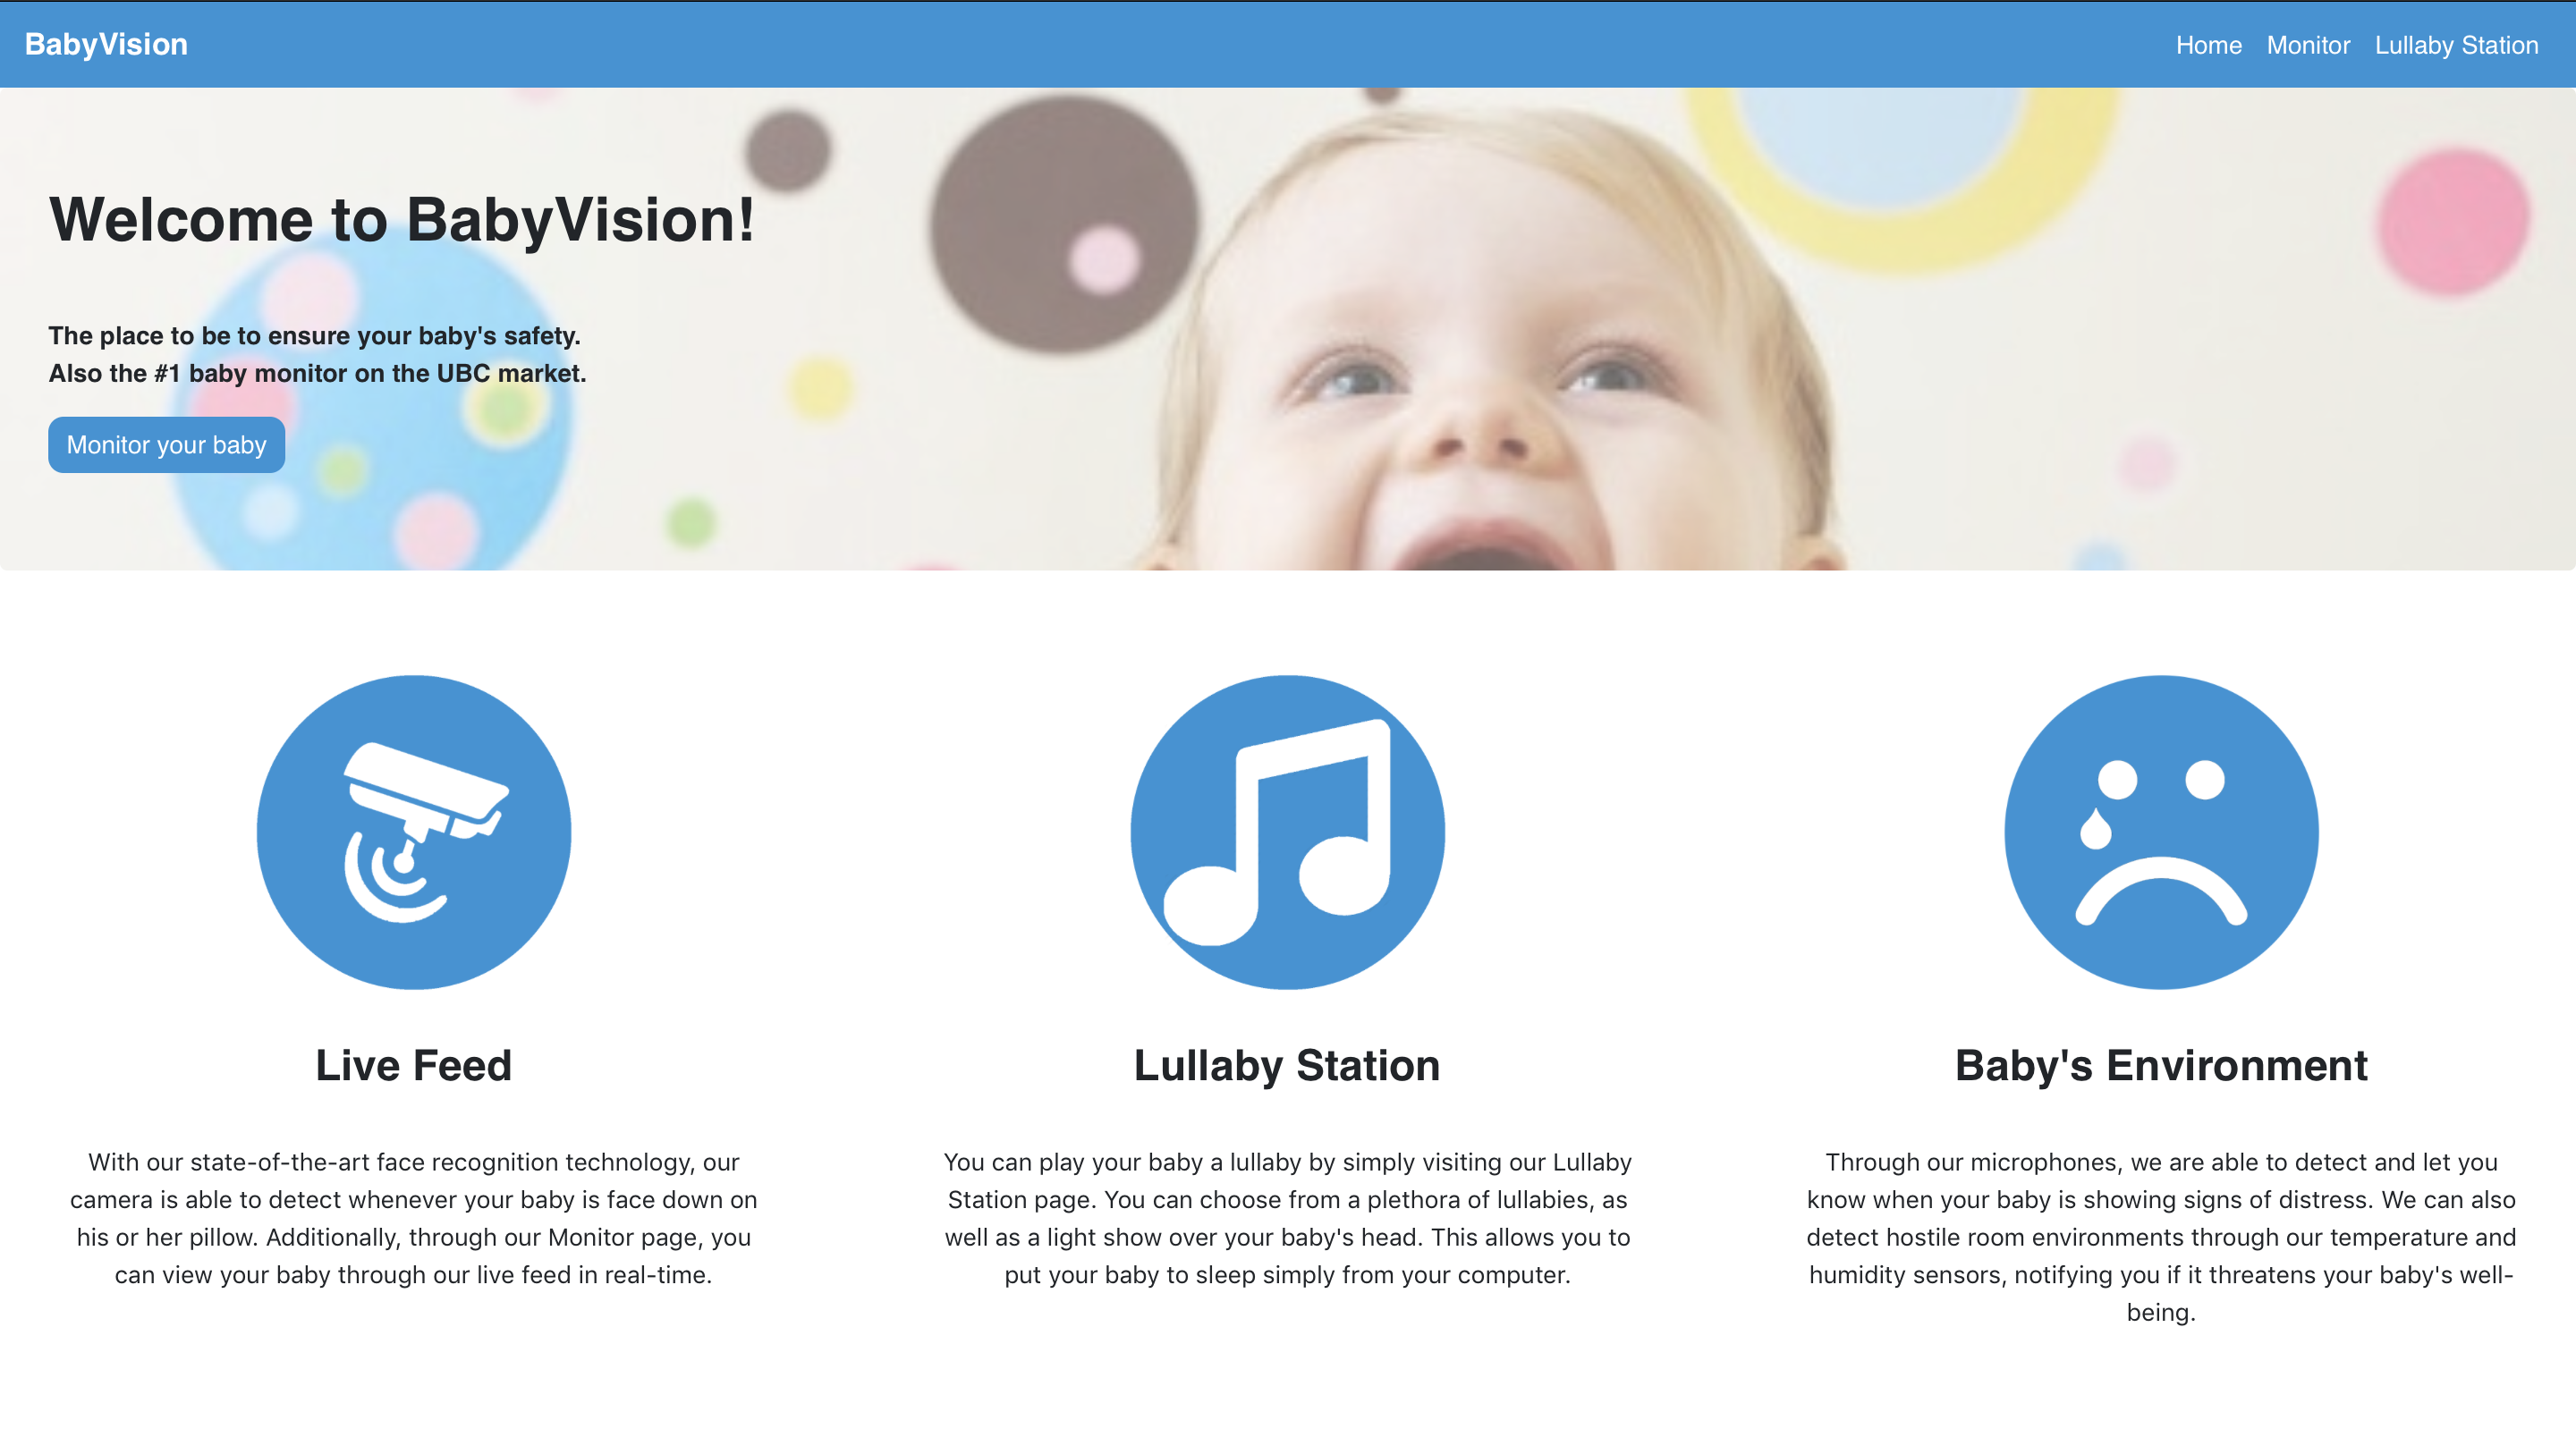 BabyVision
Home Monitor Lullaby Station
Welcome to BabyVision!
The place to be to ensure your baby's safety.
Also the #1 baby monitor on the UBC market.
Monitor your baby
Live Feed
With our state-of-the-art face recognition technology, our
camera is able to detect whenever your baby is face down on
his or her pillow. Additionally, through our Monitor page, you
can view your baby through our live feed in real-time.
Lullaby Station
You can play your baby a lullaby by simply visiting our Lullaby
Station page. You can choose from a plethora of lullabies, as
well as a light show over your baby's head. This allows you to
put your baby to sleep simply from your computer.
Baby's Environment
Through our microphones, we are able to detect and let you
know when your baby is showing signs of distress. We can also
detect hostile room environments through our temperature and
humidity sensors, notifying you if it threatens your baby's well-
being.